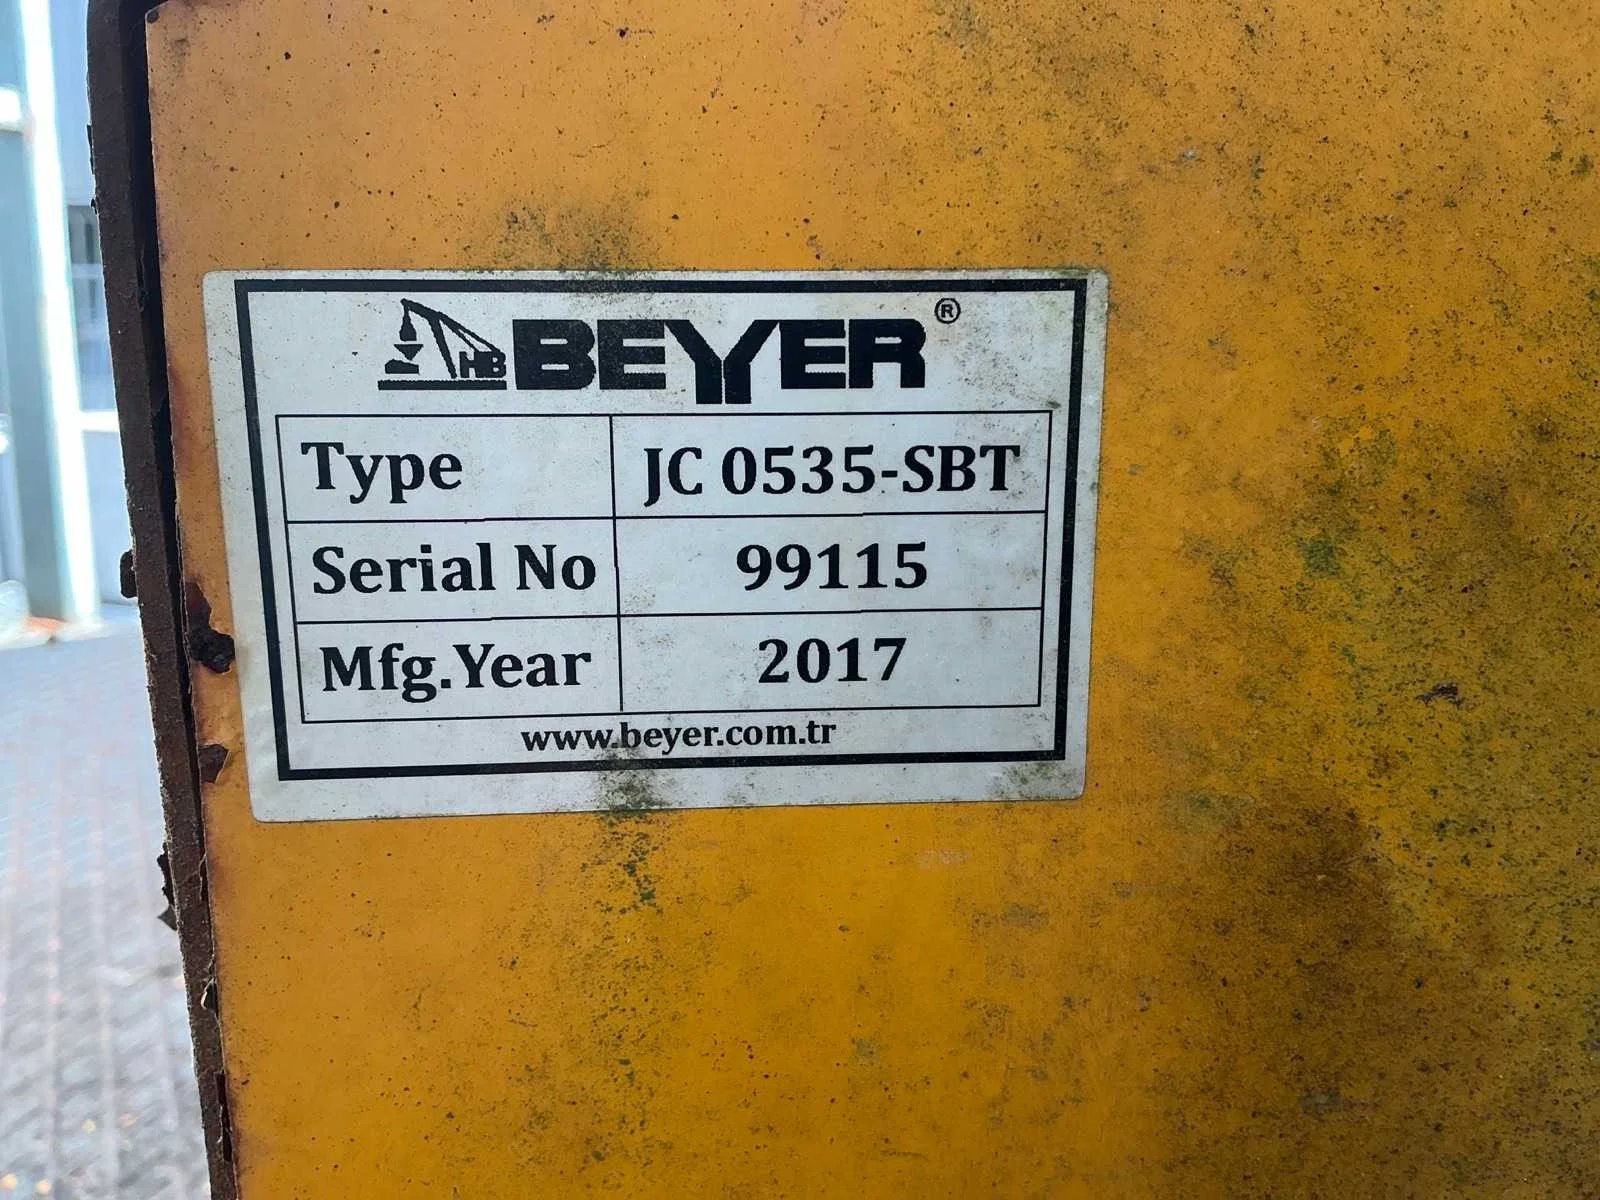 HB BEYER®
Type JC 0535-SBT
Serial No 99115
Mfg.Year 2017
www.beyer.com.tr